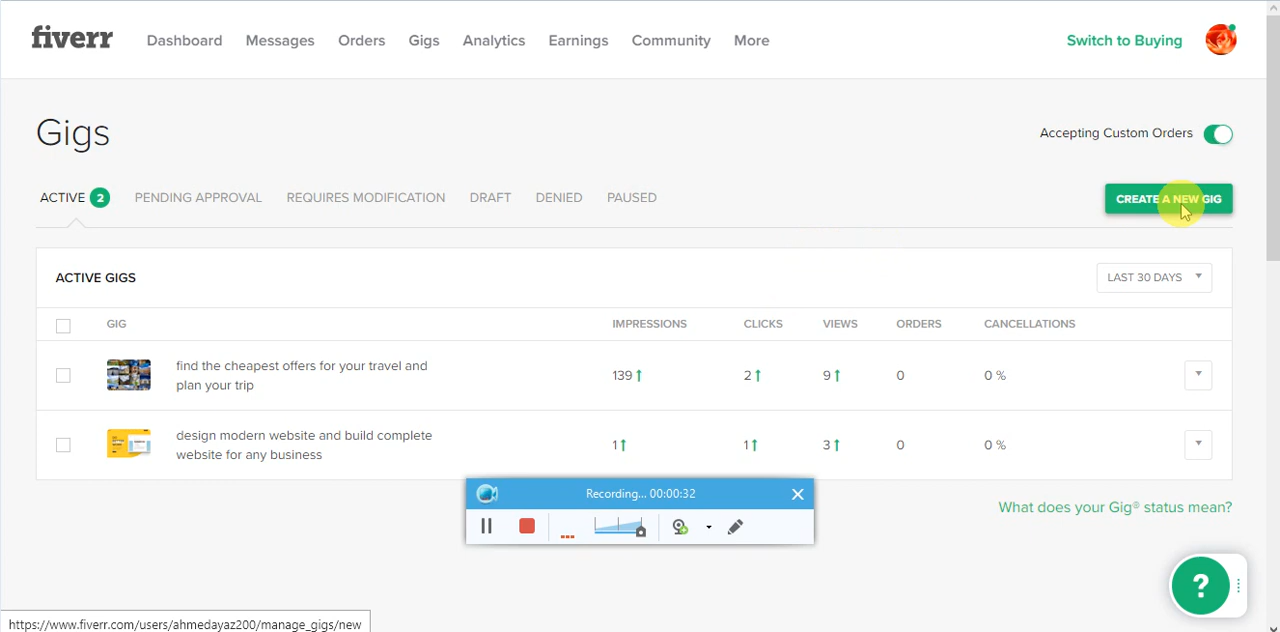 fiverr Dashboard Messages Orders Gigs Analytics Earnings Community More Switch to Buying
Gigs
Accepting Custom Orders
ACTIVE 2 PENDING APPROVAL REQUIRES MODIFICATION DRAFT DENIED PAUSED CREATE A NEW GIG
ACTIVE GIGS LAST 30 DAYS
GIG IMPRESSIONS CLICKS VIEWS ORDERS CANCELLATIONS
find the cheapest offers for your travel and
plan your trip
139 2 9 0 0 %
design modern website and build complete
website for any business
1 1 3 0 0 %
Recording... 00:00:32
What does your Gig® status mean?
?
https://www.fiverr.com/users/ahmedayaz200/manage_gigs/new